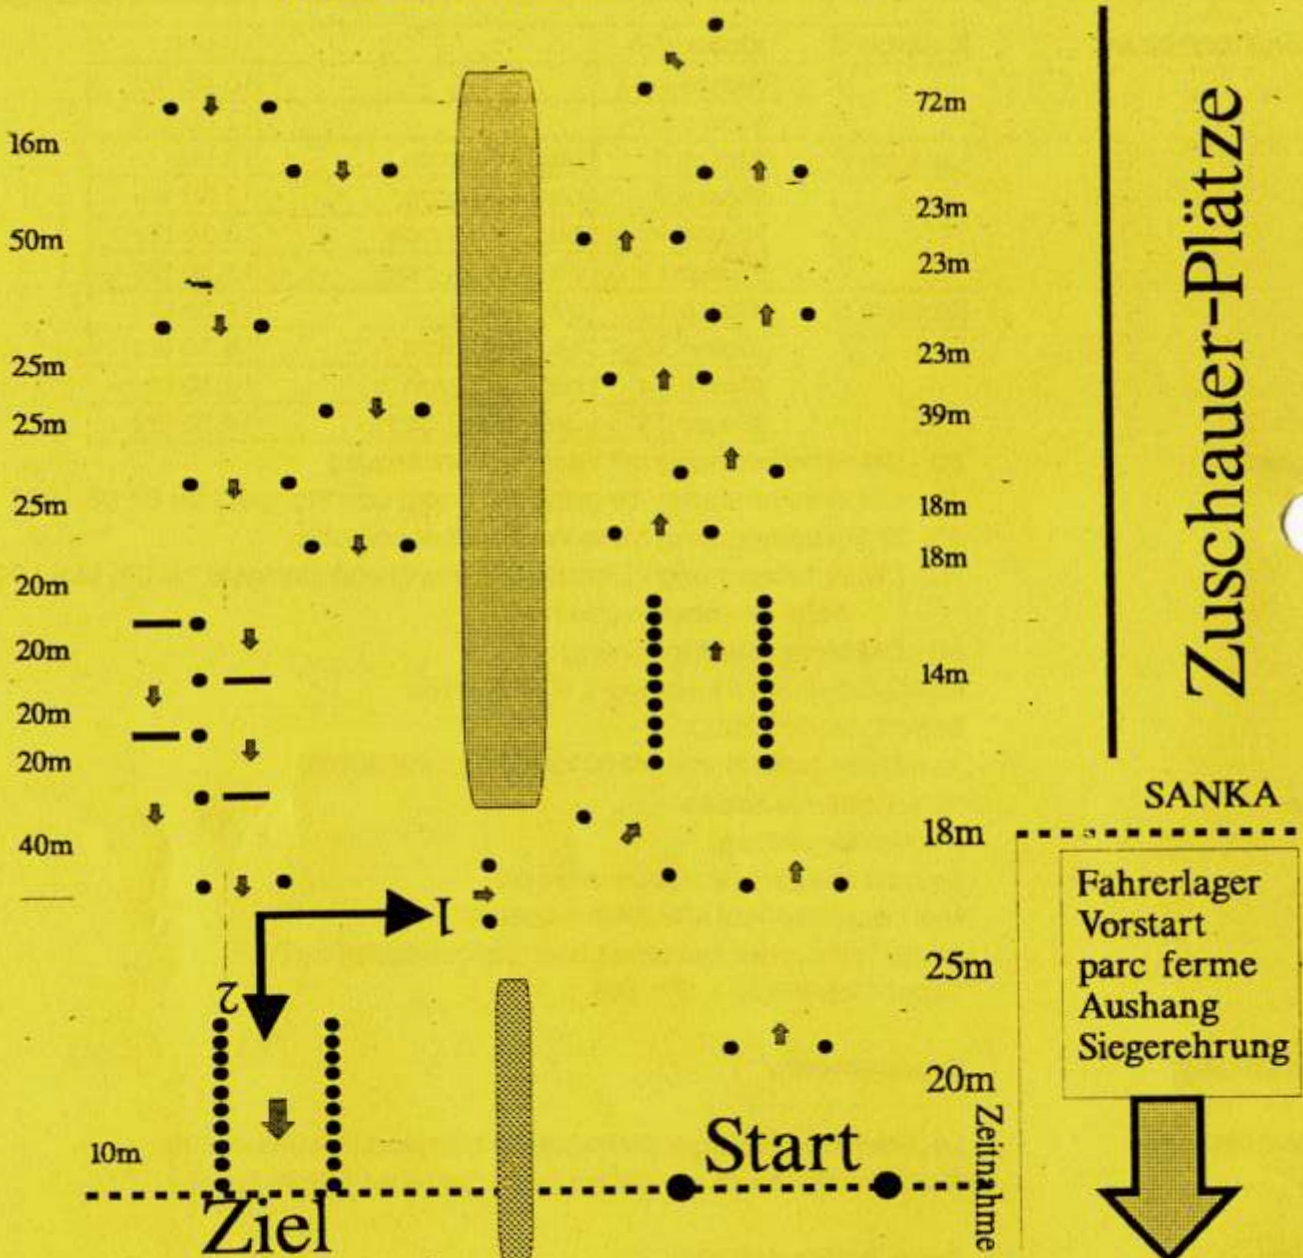 16m
50m
25m
25m
25m
20m
20m
20m
20m
40m
10m
1
2
Ziel
72m
23m
23m
23m
39m
18m
18m
14m
18m
25m
20m
Start
Zeitnahme
Zuschauer-Plätze
SANKA
Fahrerlager
Vorstart
parc ferme
Aushang
Siegerehrung